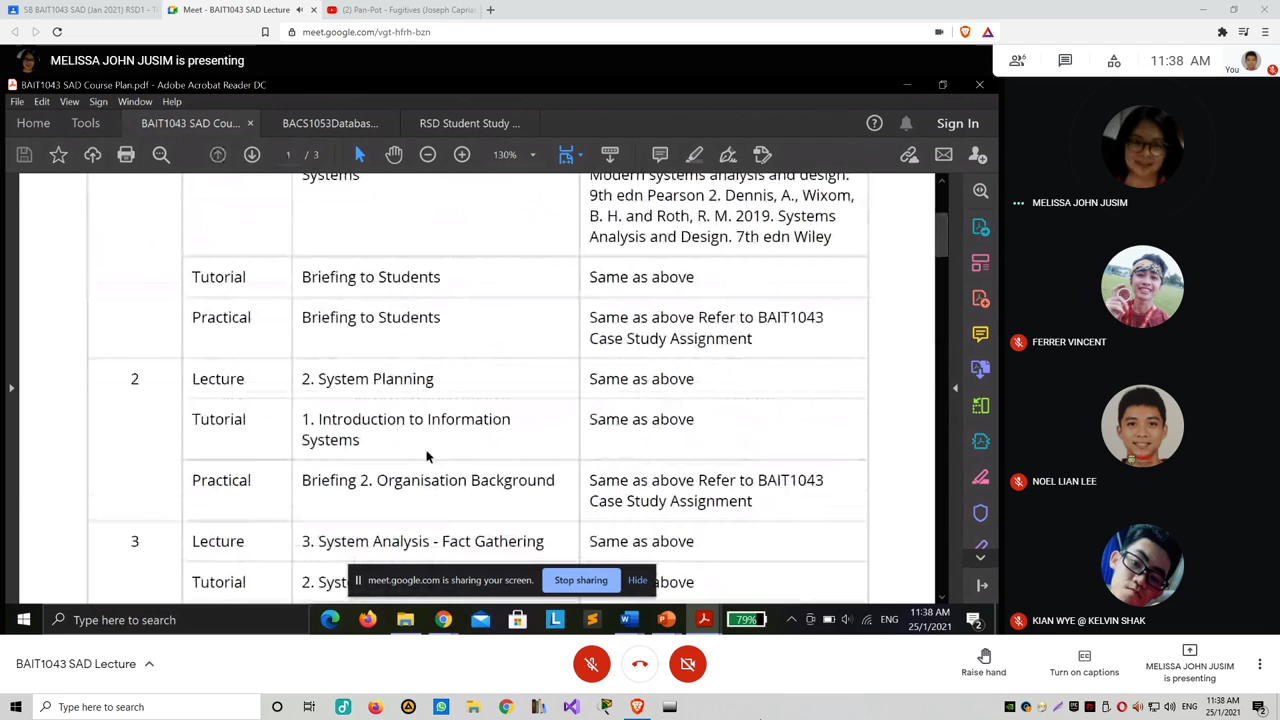 SB BAIT1043 SAD (Jan 2021) RSD1 - T
Meet - BAIT1043 SAD Lecture
(2) Pan-Pot - Fugitives (Joseph Capria
meet.google.com/vgt-hfrh-bzn
MELISSA JOHN JUSIM is presenting
6
11:38 AM
You
BAIT1043 SAD Course Plan.pdf - Adobe Acrobat Reader DC
File Edit View Sign Window Help
Home Tools BAIT1043 SAD Cou... BACS1053Databas... RSD Student Study ... Sign In
1 / 3 130%
Systems
Modern systems analysis and design.
9th edn Pearson 2. Dennis, A., Wixom,
B. H. and Roth, R. M. 2019. Systems
Analysis and Design. 7th edn Wiley
Tutorial Briefing to Students Same as above
Practical Briefing to Students Same as above Refer to BAIT1043
Case Study Assignment
2 Lecture 2. System Planning Same as above
Tutorial 1. Introduction to Information Same as above
Systems
Practical Briefing 2. Organisation Background Same as above Refer to BAIT1043
Case Study Assignment
3 Lecture 3. System Analysis - Fact Gathering Same as above
Tutorial 2. Syst above
meet.google.com is sharing your screen. Stop sharing Hide
MELISSA JOHN JUSIM
FERRER VINCENT
NOEL LIAN LEE
KIAN WYE @ KELVIN SHAK
Type here to search 79% ENG 11:38 AM
25/1/2021 2
BAIT1043 SAD Lecture
Raise hand
Turn on captions
MELISSA JOHN JUSIM
is presenting
Type here to search ENG 11:38 AM
25/1/2021 2